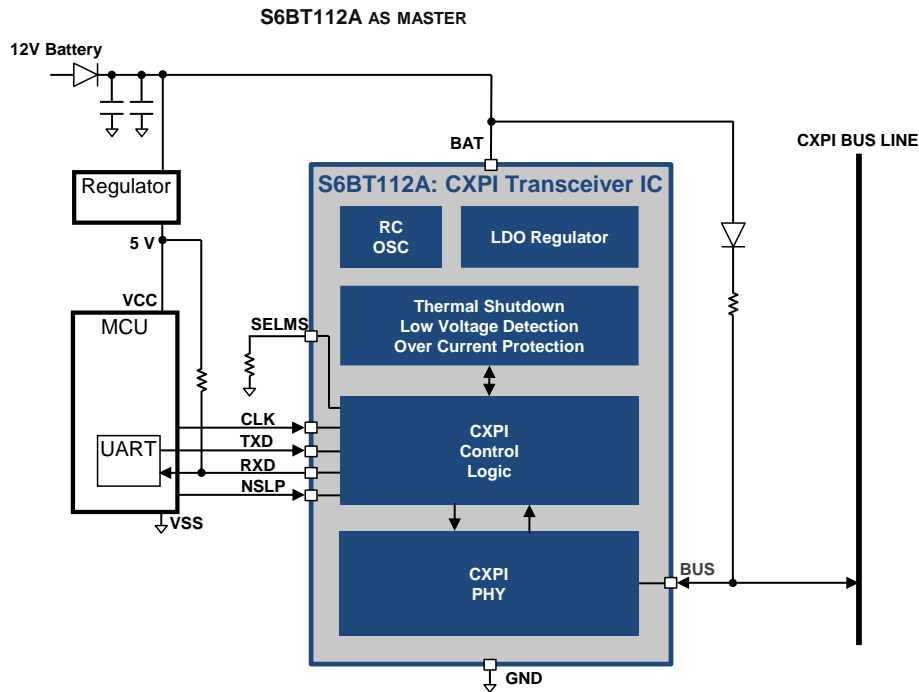 S6BT112A AS MASTER
12V Battery
BAT
CXPI BUS LINE
S6BT112A: CXPI Transceiver IC
Regulator
RC
OSC
LDO Regulator
5 V
VCC
MCU
SELMS
Thermal Shutdown
Low Voltage Detection
Over Current Protection
CLK
TXD
UART
RXD
NSLP
CXPI
Control
Logic
VSS
CXPI
PHY
BUS
GND